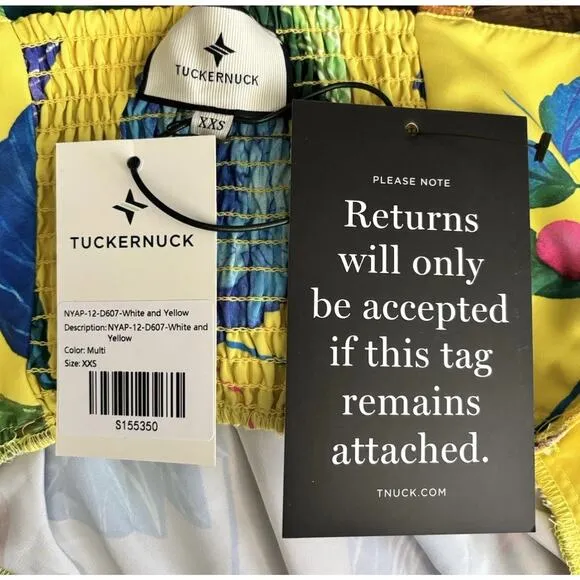 TUCKERNUCK
XXS
TUCKERNUCK
NYAP-12-D607-White and Yellow
Description: NYAP-12-D607-White and
Yellow
Color: Multi
Size: XXS
S155350
PLEASE NOTE
Returns
will only
be accepted
if this tag
remains
attached.
TNUCK.COM